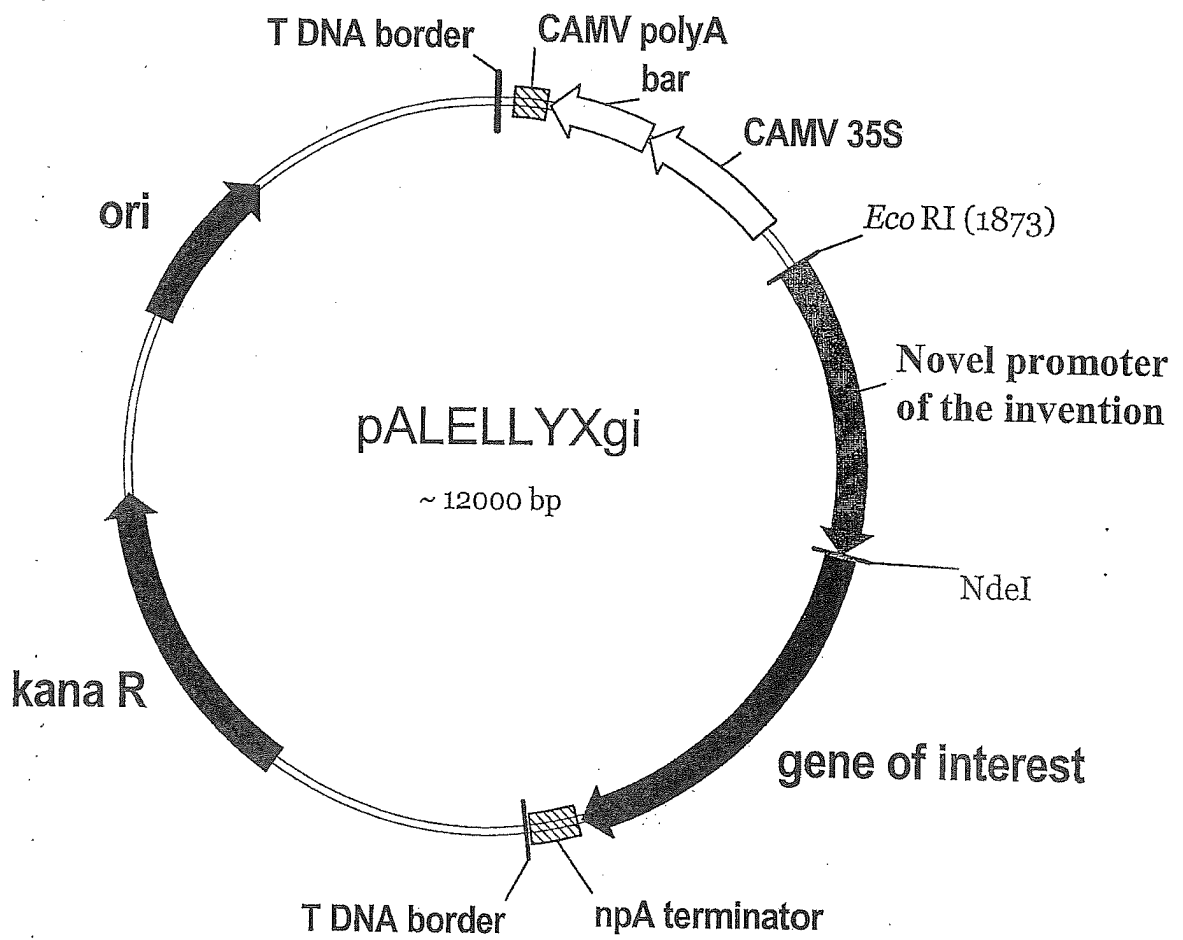 T DNA border
CAMV polyA
bar
CAMV 35S
ori
Eco RI (1873)
Novel promoter
of the invention
pALELLYXgi
~ 12000 bp
NdeI
kana R
gene of interest
T DNA border
npA terminator